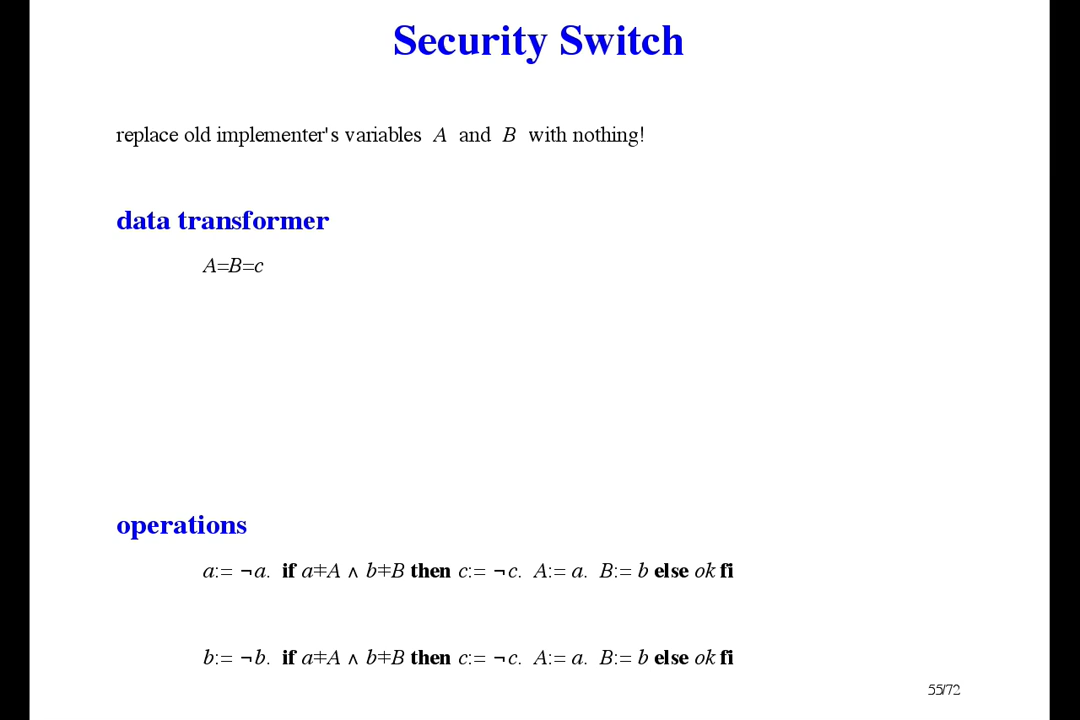 Security Switch
replace old implementer's variables A and B with nothing!
data transformer
A=B=c
operations
a:= ¬a. if a≠A ∧ b≠B then c:= ¬c. A:= a. B:= b else ok fi
b:= ¬b. if a≠A ∧ b≠B then c:= ¬c. A:= a. B:= b else ok fi
55/72